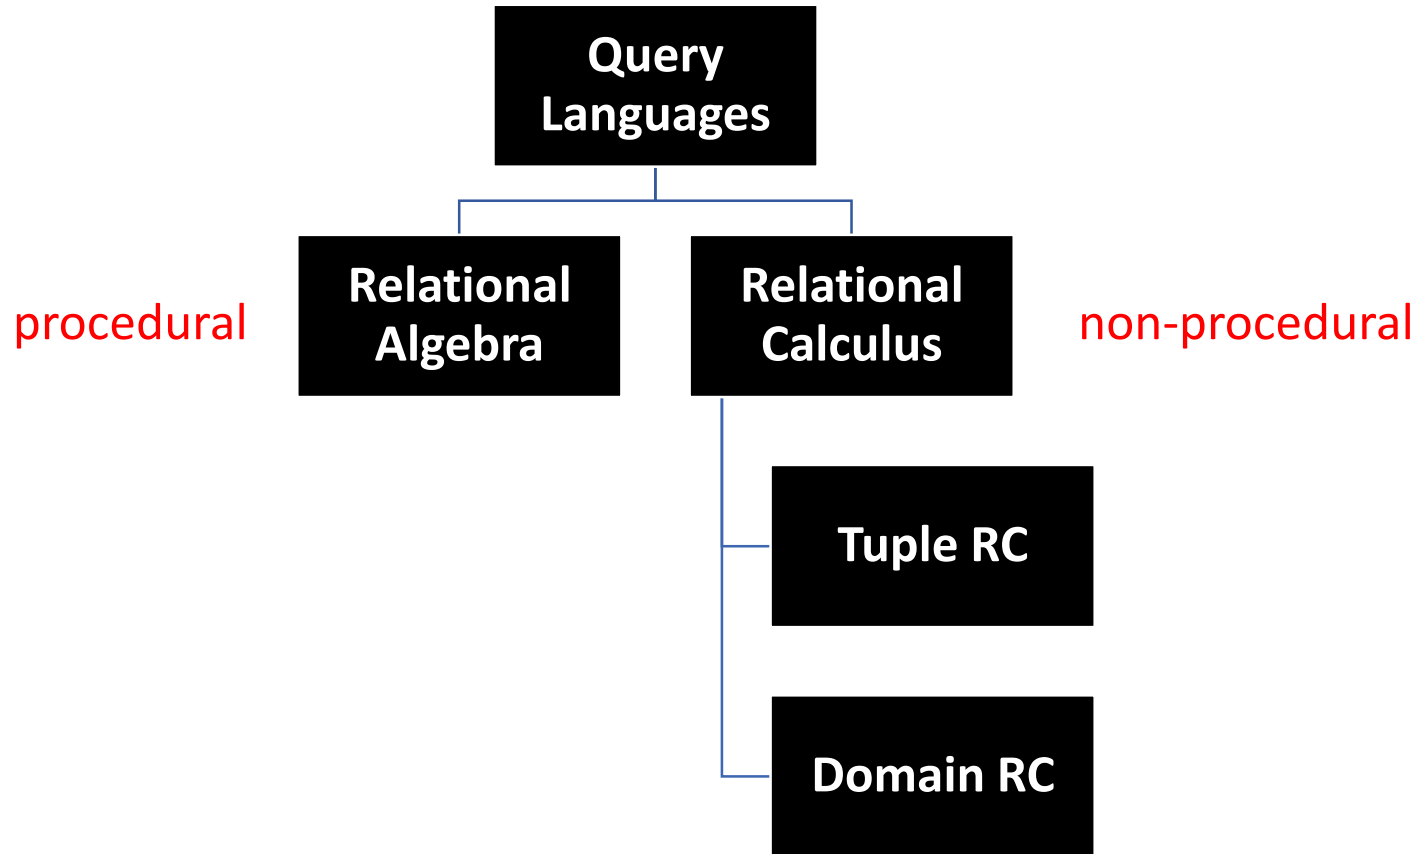 Query
Languages
procedural
Relational
Algebra
Relational
Calculus
non-procedural
Tuple RC
Domain RC